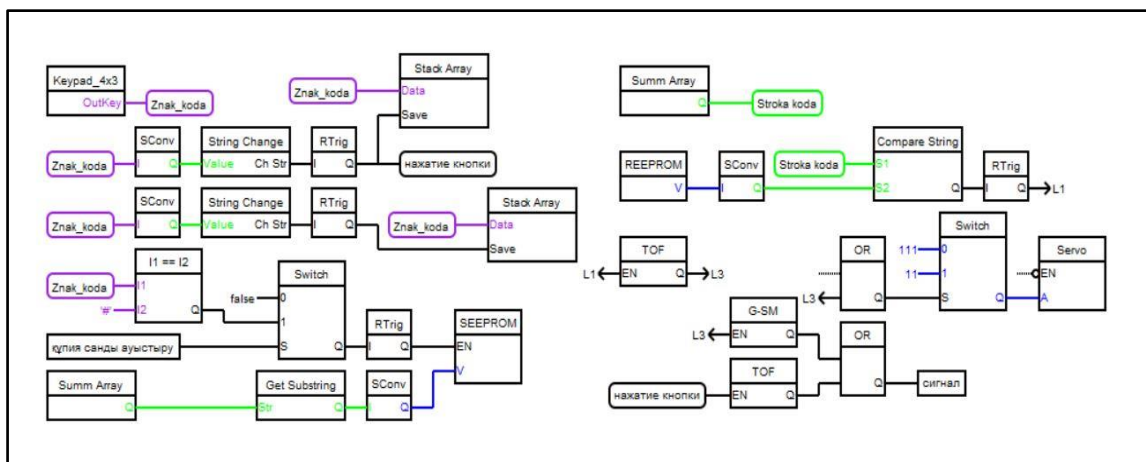 Keypad_4x3
OutKey
Znak_koda
Stack Array
Znak_koda
Data
Save
SConv
String Change
RTrig
Znak_koda
I
Q
Value
Ch Str
I
Q
нажатие кнопки
SConv
String Change
RTrig
Stack Array
Znak_koda
I
Q
Value
Ch Str
I
Q
Znak_koda
Data
Save
I1 == I2
Switch
Znak_koda
I1
'#'
I2
Q
false
0
1
S
Q
құпия санды ауыстыру
RTrig
I
Q
SEEPROM
EN
V
Summ Array
Get Substring
SConv
Q
Str
Q
I
Q
Summ Array
Q
Stroka koda
Compare String
REEPROM
SConv
Stroka koda
S1
RTrig
V
I
Q
S2
Q
I
Q
L1
Switch
TOF
OR
111
0
Servo
L1
EN
Q
L3
11
1
EN
L3
Q
S
Q
A
G-SM
L3
EN
Q
OR
TOF
Q
сигнал
нажатие кнопки
EN
Q